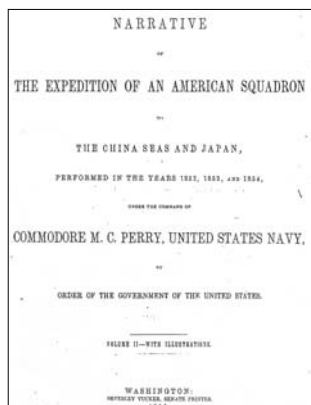 NARRATIVE
OF
THE EXPEDITION OF AN AMERICAN SQUADRON
TO
THE CHINA SEAS AND JAPAN,
PERFORMED IN THE YEARS 1852, 1853, AND 1854,
UNDER THE COMMAND OF
COMMODORE M. C. PERRY, UNITED STATES NAVY,
BY
ORDER OF THE GOVERNMENT OF THE UNITED STATES.
VOLUME II—WITH ILLUSTRATIONS.
WASHINGTON:
BEVERLEY TUCKER, SENATE PRINTER.